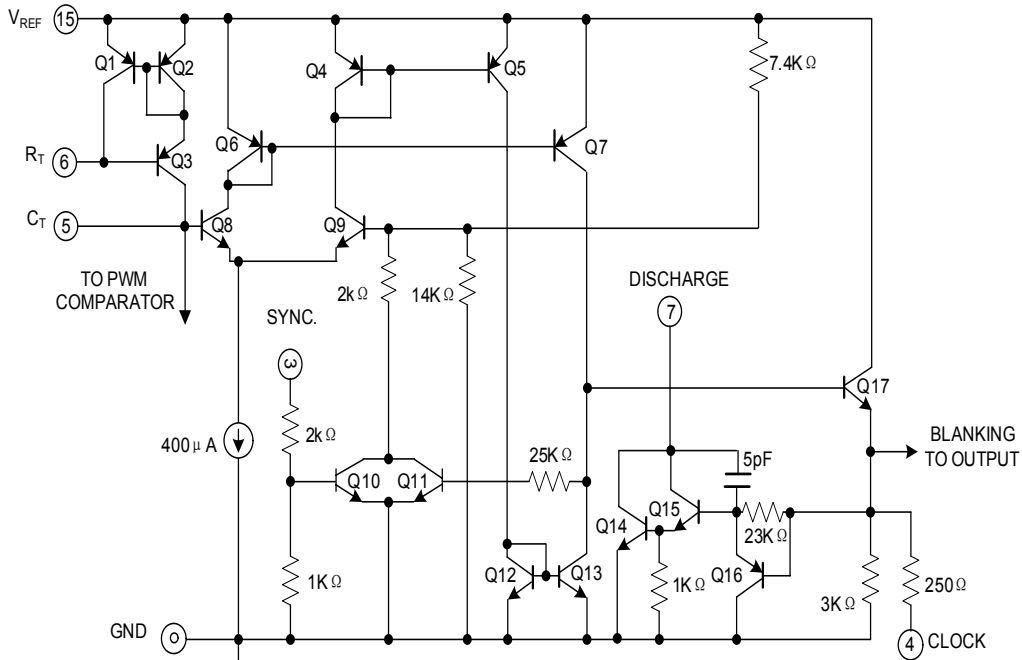 VREF 15
Q1
Q2
Q4
Q5
7.4KΩ
RT 6
Q3
Q6
Q7
CT 5
Q8
Q9
TO PWM
COMPARATOR
2kΩ
14KΩ
DISCHARGE
7
SYNC.
3
Q17
400μA
2kΩ
BLANKING
TO OUTPUT
25KΩ
5pF
Q10
Q11
Q14
Q15
23KΩ
Q12
Q13
Q16
1KΩ
1KΩ
3KΩ
250Ω
GND 0
4 CLOCK